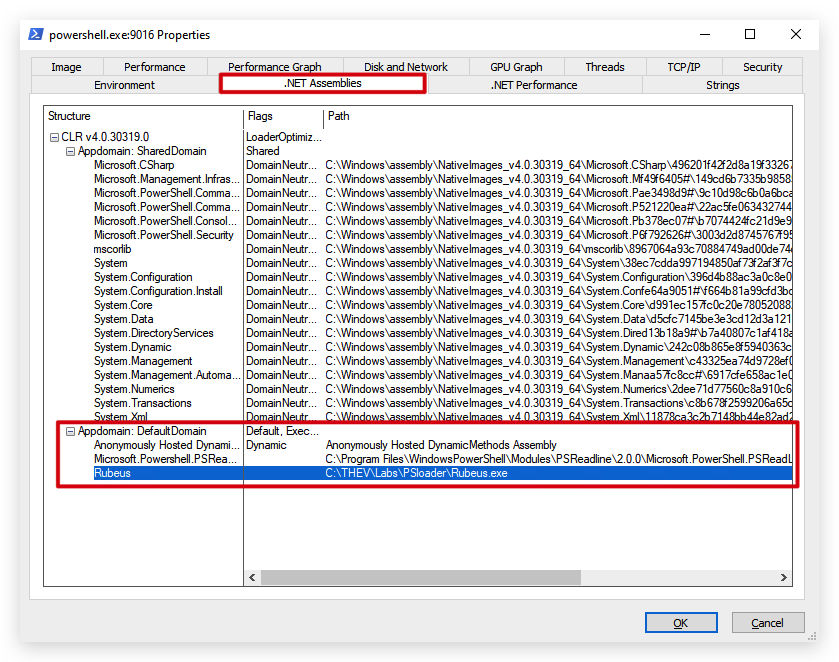 powershell.exe:9016 Properties
Image Performance Performance Graph Disk and Network GPU Graph Threads TCP/IP Security
Environment .NET Assemblies .NET Performance Strings
Structure Flags Path
CLR v4.0.30319.0 LoaderOptimiz...
Appdomain: SharedDomain Shared
Microsoft.CSharp DomainNeutr... C:\Windows\assembly\NativeImages_v4.0.30319_64\Microsoft.CSharp\496201f42f2d8a19f33267
Microsoft.Management.Infras... DomainNeutr... C:\Windows\assembly\NativeImages_v4.0.30319_64\Microsoft.Mf49f6405#\149cd6b7335b9858
Microsoft.PowerShell.Comma... DomainNeutr... C:\Windows\assembly\NativeImages_v4.0.30319_64\Microsoft.Pae3498d9#\9c10d98c6b0a6bca
Microsoft.PowerShell.Comma... DomainNeutr... C:\Windows\assembly\NativeImages_v4.0.30319_64\Microsoft.P521220ea#\22ac5fe063432744
Microsoft.PowerShell.Consol... DomainNeutr... C:\Windows\assembly\NativeImages_v4.0.30319_64\Microsoft.Pb378ec07#\b7074424fc21d9e9
Microsoft.PowerShell.Security DomainNeutr... C:\Windows\assembly\NativeImages_v4.0.30319_64\Microsoft.P6f792626#\3003d2d8745767f95
mscorlib DomainNeutr... C:\Windows\assembly\NativeImages_v4.0.30319_64\mscorlib\8967064a93c70884749ad00de74
System DomainNeutr... C:\Windows\assembly\NativeImages_v4.0.30319_64\System\38ec7cdda997194850af73f2af3f7c
System.Configuration DomainNeutr... C:\Windows\assembly\NativeImages_v4.0.30319_64\System.Configuration\396d4b88ac3a0c8e0
System.Configuration.Install DomainNeutr... C:\Windows\assembly\NativeImages_v4.0.30319_64\System.Confe64a9051#\f664b81a99cfd3bc
System.Core DomainNeutr... C:\Windows\assembly\NativeImages_v4.0.30319_64\System.Core\d991ec157fc0c20e78052088
System.Data DomainNeutr... C:\Windows\assembly\NativeImages_v4.0.30319_64\System.Data\d5cfc7145be3e3cd12d3a121
System.DirectoryServices DomainNeutr... C:\Windows\assembly\NativeImages_v4.0.30319_64\System.Dired13b18a9#\b7a40807c1af418a
System.Dynamic DomainNeutr... C:\Windows\assembly\NativeImages_v4.0.30319_64\System.Dynamic\242c08b865e8f5940363c
System.Management DomainNeutr... C:\Windows\assembly\NativeImages_v4.0.30319_64\System.Management\c43325ea74d9728ef0
System.Management.Automa... DomainNeutr... C:\Windows\assembly\NativeImages_v4.0.30319_64\System.Manaa57fc8cc#\6917cfe658ac1e0
System.Numerics DomainNeutr... C:\Windows\assembly\NativeImages_v4.0.30319_64\System.Numerics\2dee71d77560c8a910c6
System.Transactions DomainNeutr... C:\Windows\assembly\NativeImages_v4.0.30319_64\System.Transactions\c8b678f2599206a65c
System.Xml DomainNeutr... C:\Windows\assembly\NativeImages_v4.0.30319_64\System.Xml\11878ca3c2b7148bb44e82ad2
Appdomain: DefaultDomain Default, Exec...
Anonymously Hosted Dynami... Dynamic Anonymously Hosted DynamicMethods Assembly
Microsoft.Powershell.PSRea... C:\Program Files\WindowsPowerShell\Modules\PSReadline\2.0.0\Microsoft.PowerShell.PSReadL
Rubeus C:\THEV\Labs\PSloader\Rubeus.exe
OK Cancel